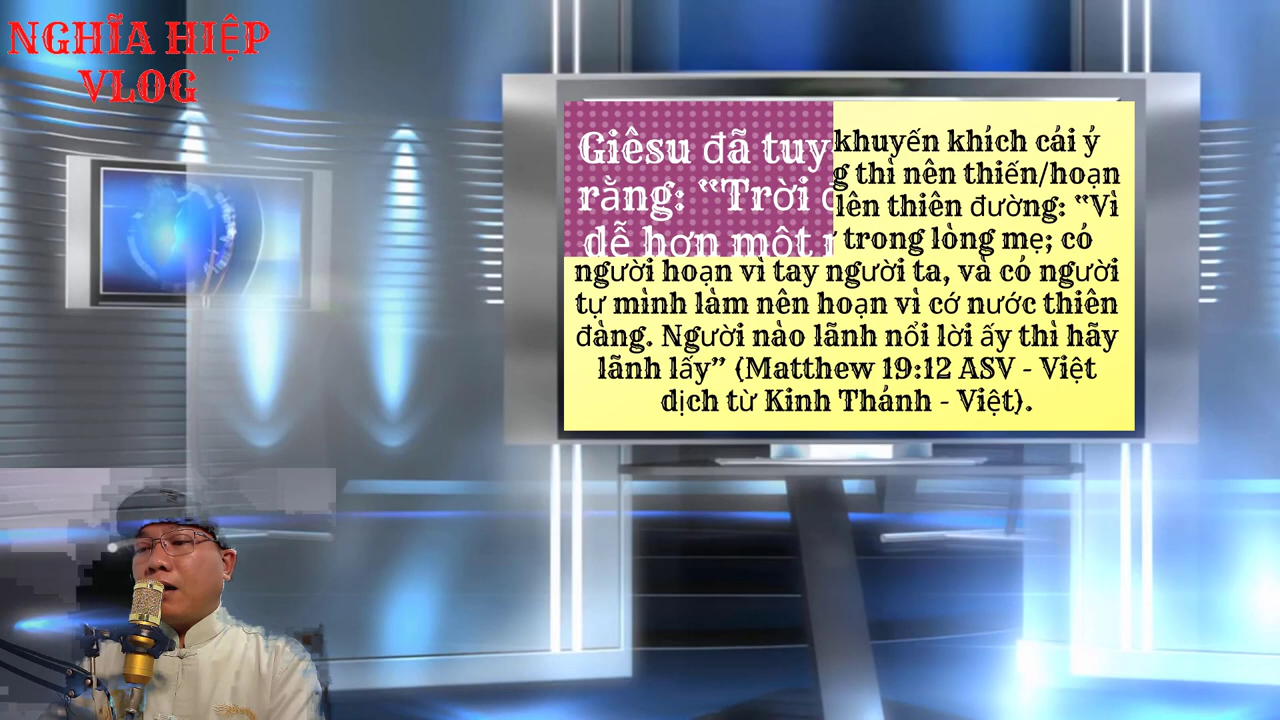 NGHĨA HIỆP
VLOG
Giêsu đã tuy
rằng: "Trời
dễ hơn một
khuyến khích cái ý
g thì nên thiến/hoạn
lên thiên đường: "Vì
trong lòng mẹ; có
người hoạn vì tay người ta, và có người
tự mình làm nên hoạn vì cớ nước thiên
đàng. Người nào lãnh nổi lời ấy thì hãy
lãnh lấy" (Matthew 19:12 ASV - Việt
dịch từ Kinh Thánh - Việt).